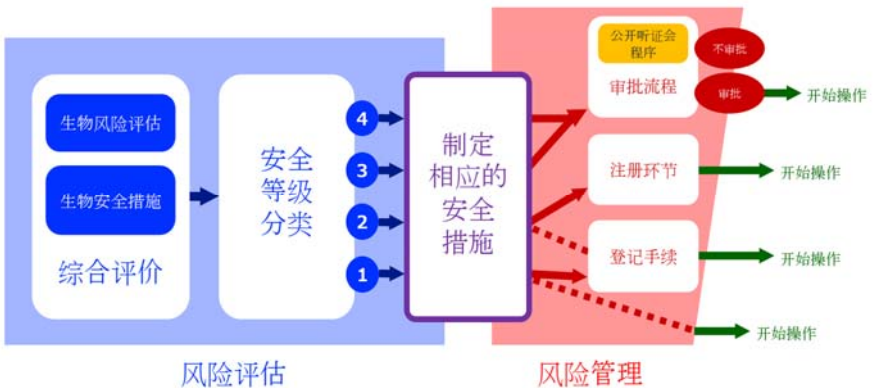 生物风险评估
生物安全措施
综合评价
安全
等级
分类
4
3
2
1
制定
相应的
安全
措施
公开听证会
程序
审批流程
不审批
审批
开始操作
注册环节
开始操作
登记手续
开始操作
开始操作
风险评估
风险管理